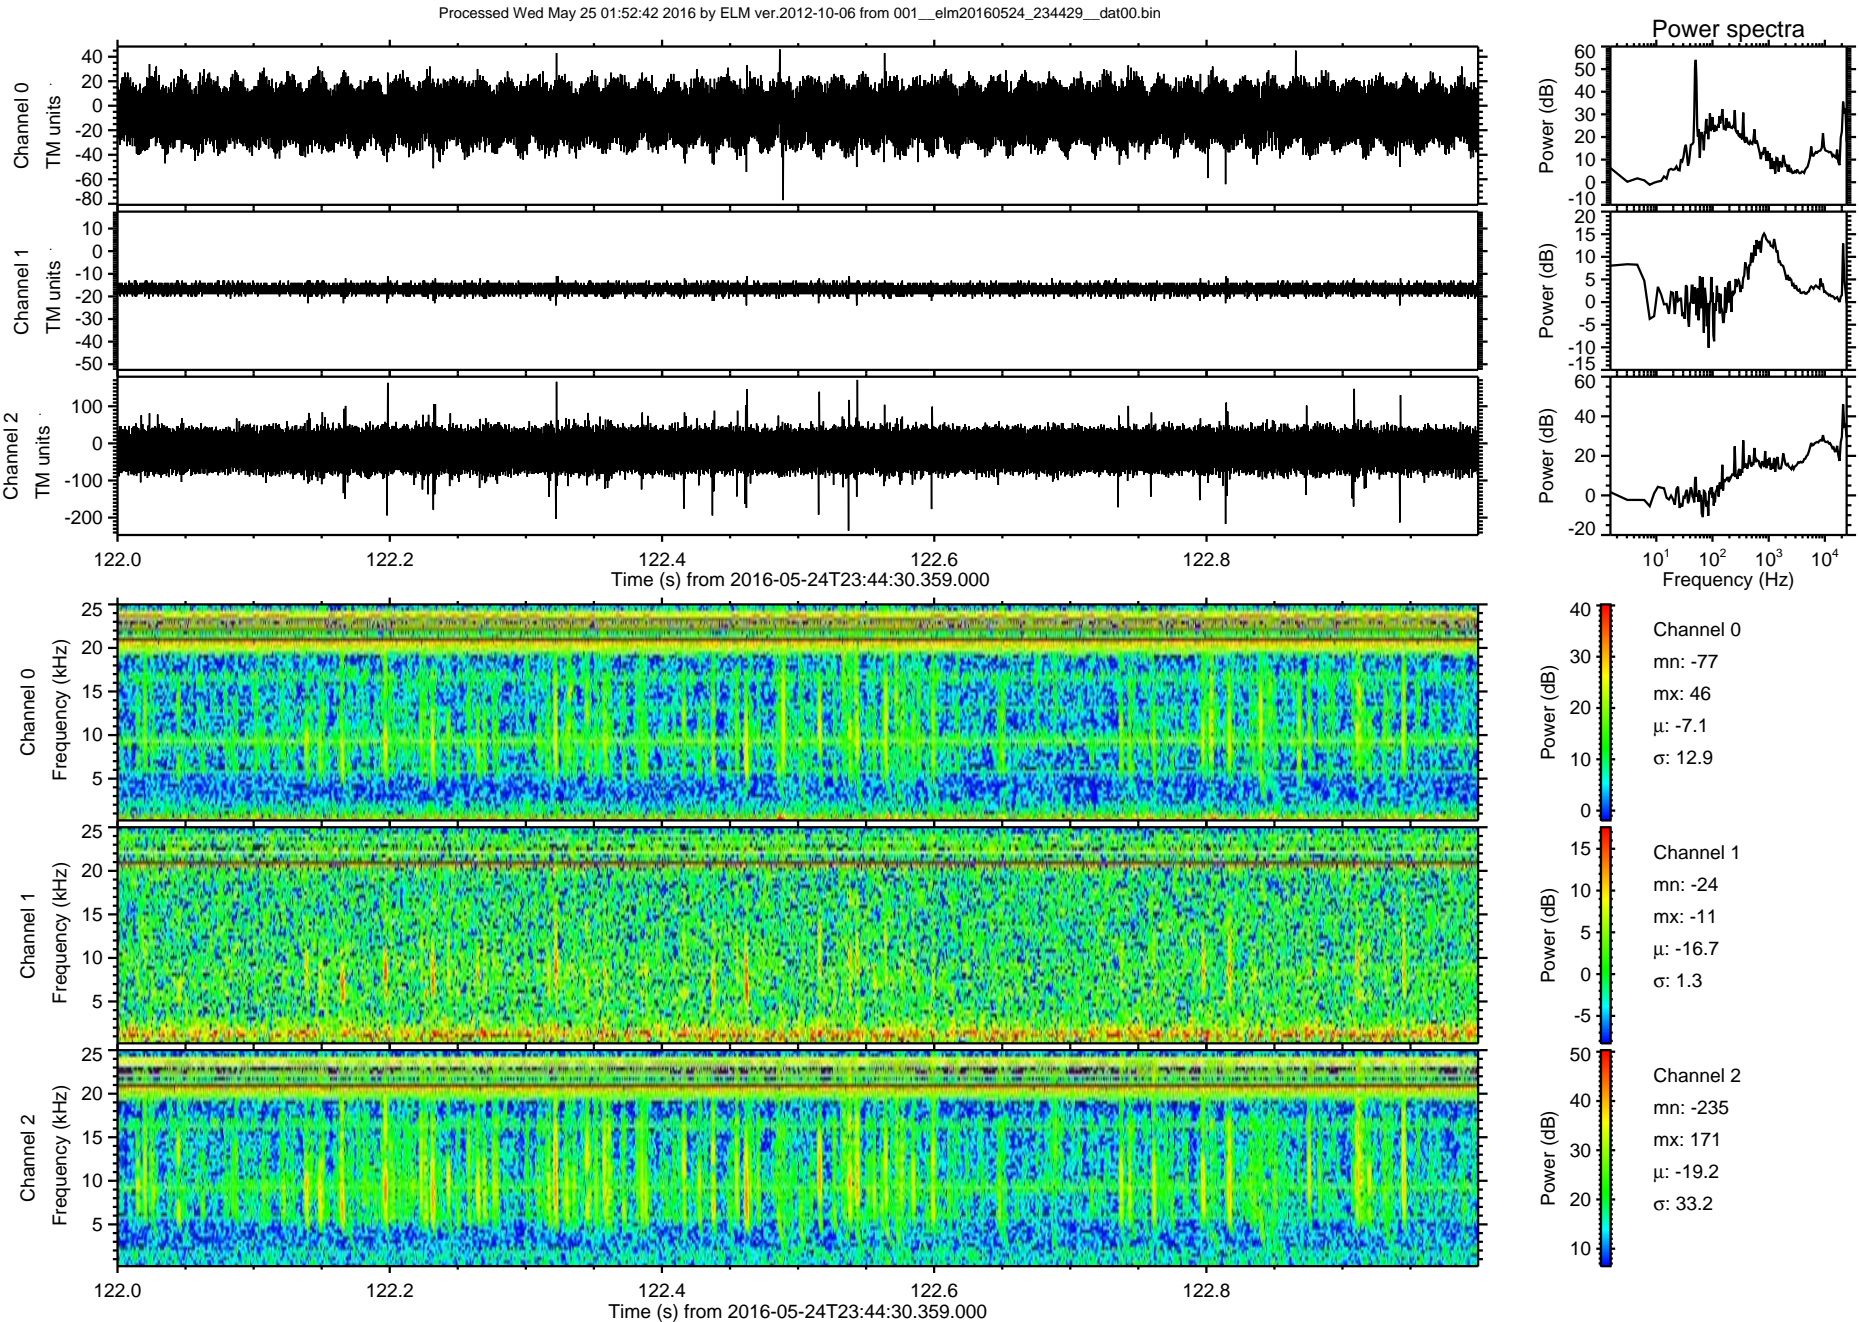 Processed Wed May 25 01:52:42 2016 by ELM ver.2012-10-06 from 001__elm20160524_234429__dat00.bin
Power spectra
Channel 0
TM units
40
20
0
-20
-40
-60
-80
Power (dB)
60
50
40
30
20
10
0
-10
Channel 1
TM units
10
0
-10
-20
-30
-40
-50
Power (dB)
20
15
10
5
0
-5
-10
-15
Channel 2
TM units
100
0
-100
-200
Power (dB)
60
40
20
0
-20
122.0 122.2 122.4 122.6 122.8
Time (s) from 2016-05-24T23:44:30.359.000
10^1 10^2 10^3 10^4
Frequency (Hz)
Channel 0
Frequency (kHz)
25
20
15
10
5
Power (dB)
40
30
20
10
0
Channel 0
mn: -77
mx: 46
μ: -7.1
σ: 12.9
Channel 1
Frequency (kHz)
25
20
15
10
5
Power (dB)
15
10
5
0
-5
Channel 1
mn: -24
mx: -11
μ: -16.7
σ: 1.3
Channel 2
Frequency (kHz)
25
20
15
10
5
Power (dB)
50
40
30
20
10
Channel 2
mn: -235
mx: 171
μ: -19.2
σ: 33.2
122.0 122.2 122.4 122.6 122.8
Time (s) from 2016-05-24T23:44:30.359.000